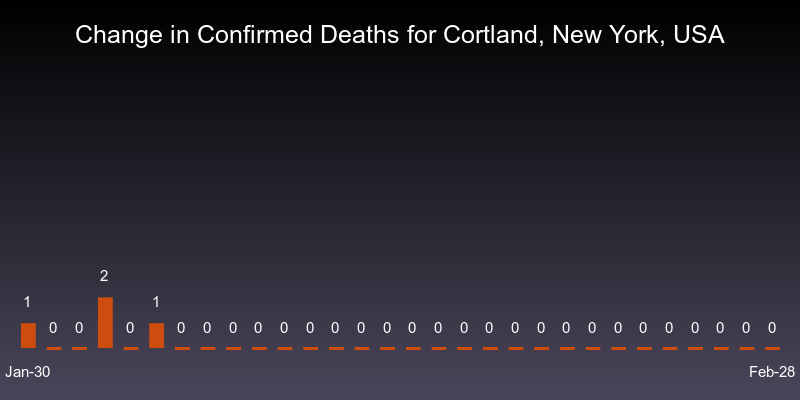 Change in Confirmed Deaths for Cortland, New York, USA
2
1 1
0 0 0 0 0 0 0 0 0 0 0 0 0 0 0 0 0 0 0 0 0 0 0 0 0 0 0
Jan-30 Feb-28